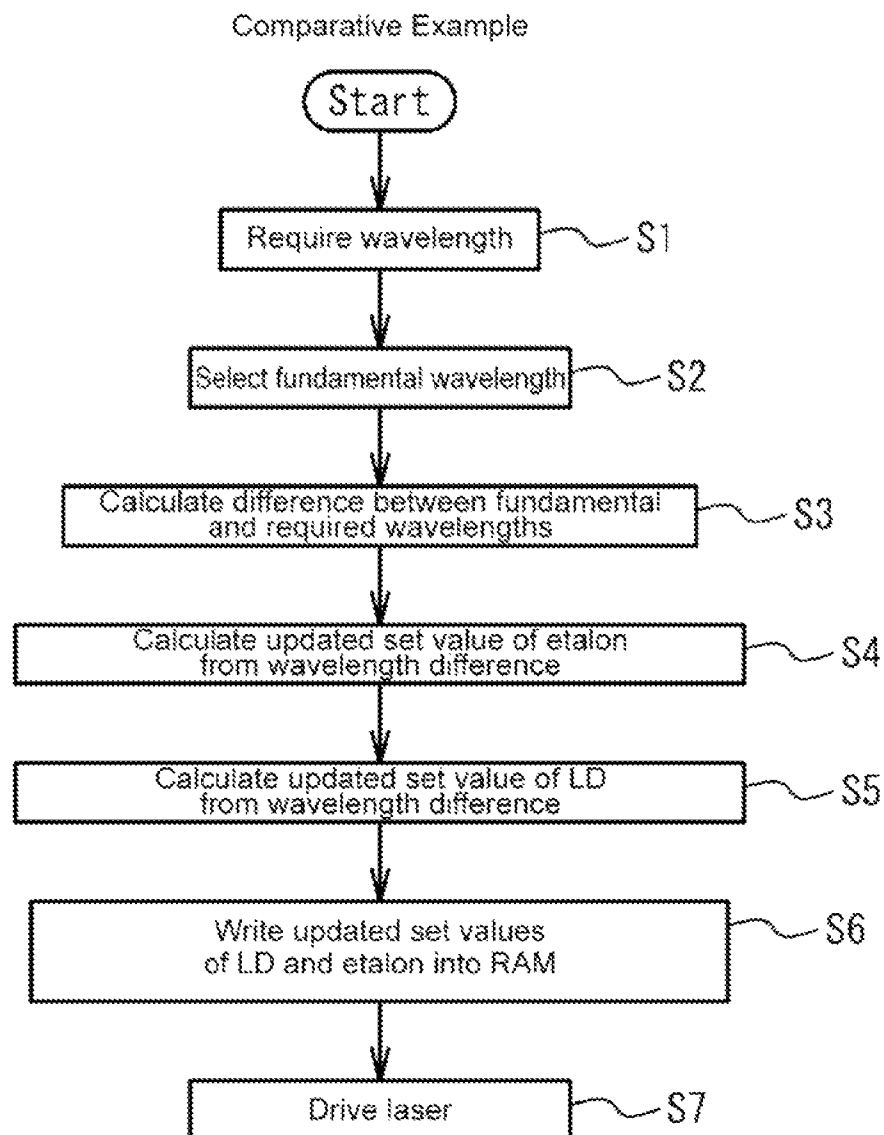 Comparative Example
Start
Require wavelength
S1
Select fundamental wavelength
S2
Calculate difference between fundamental
and required wavelengths
S3
Calculate updated set value of etalon
from wavelength difference
S4
Calculate updated set value of LD
from wavelength difference
S5
Write updated set values
of LD and etalon into RAM
S6
Drive laser
S7